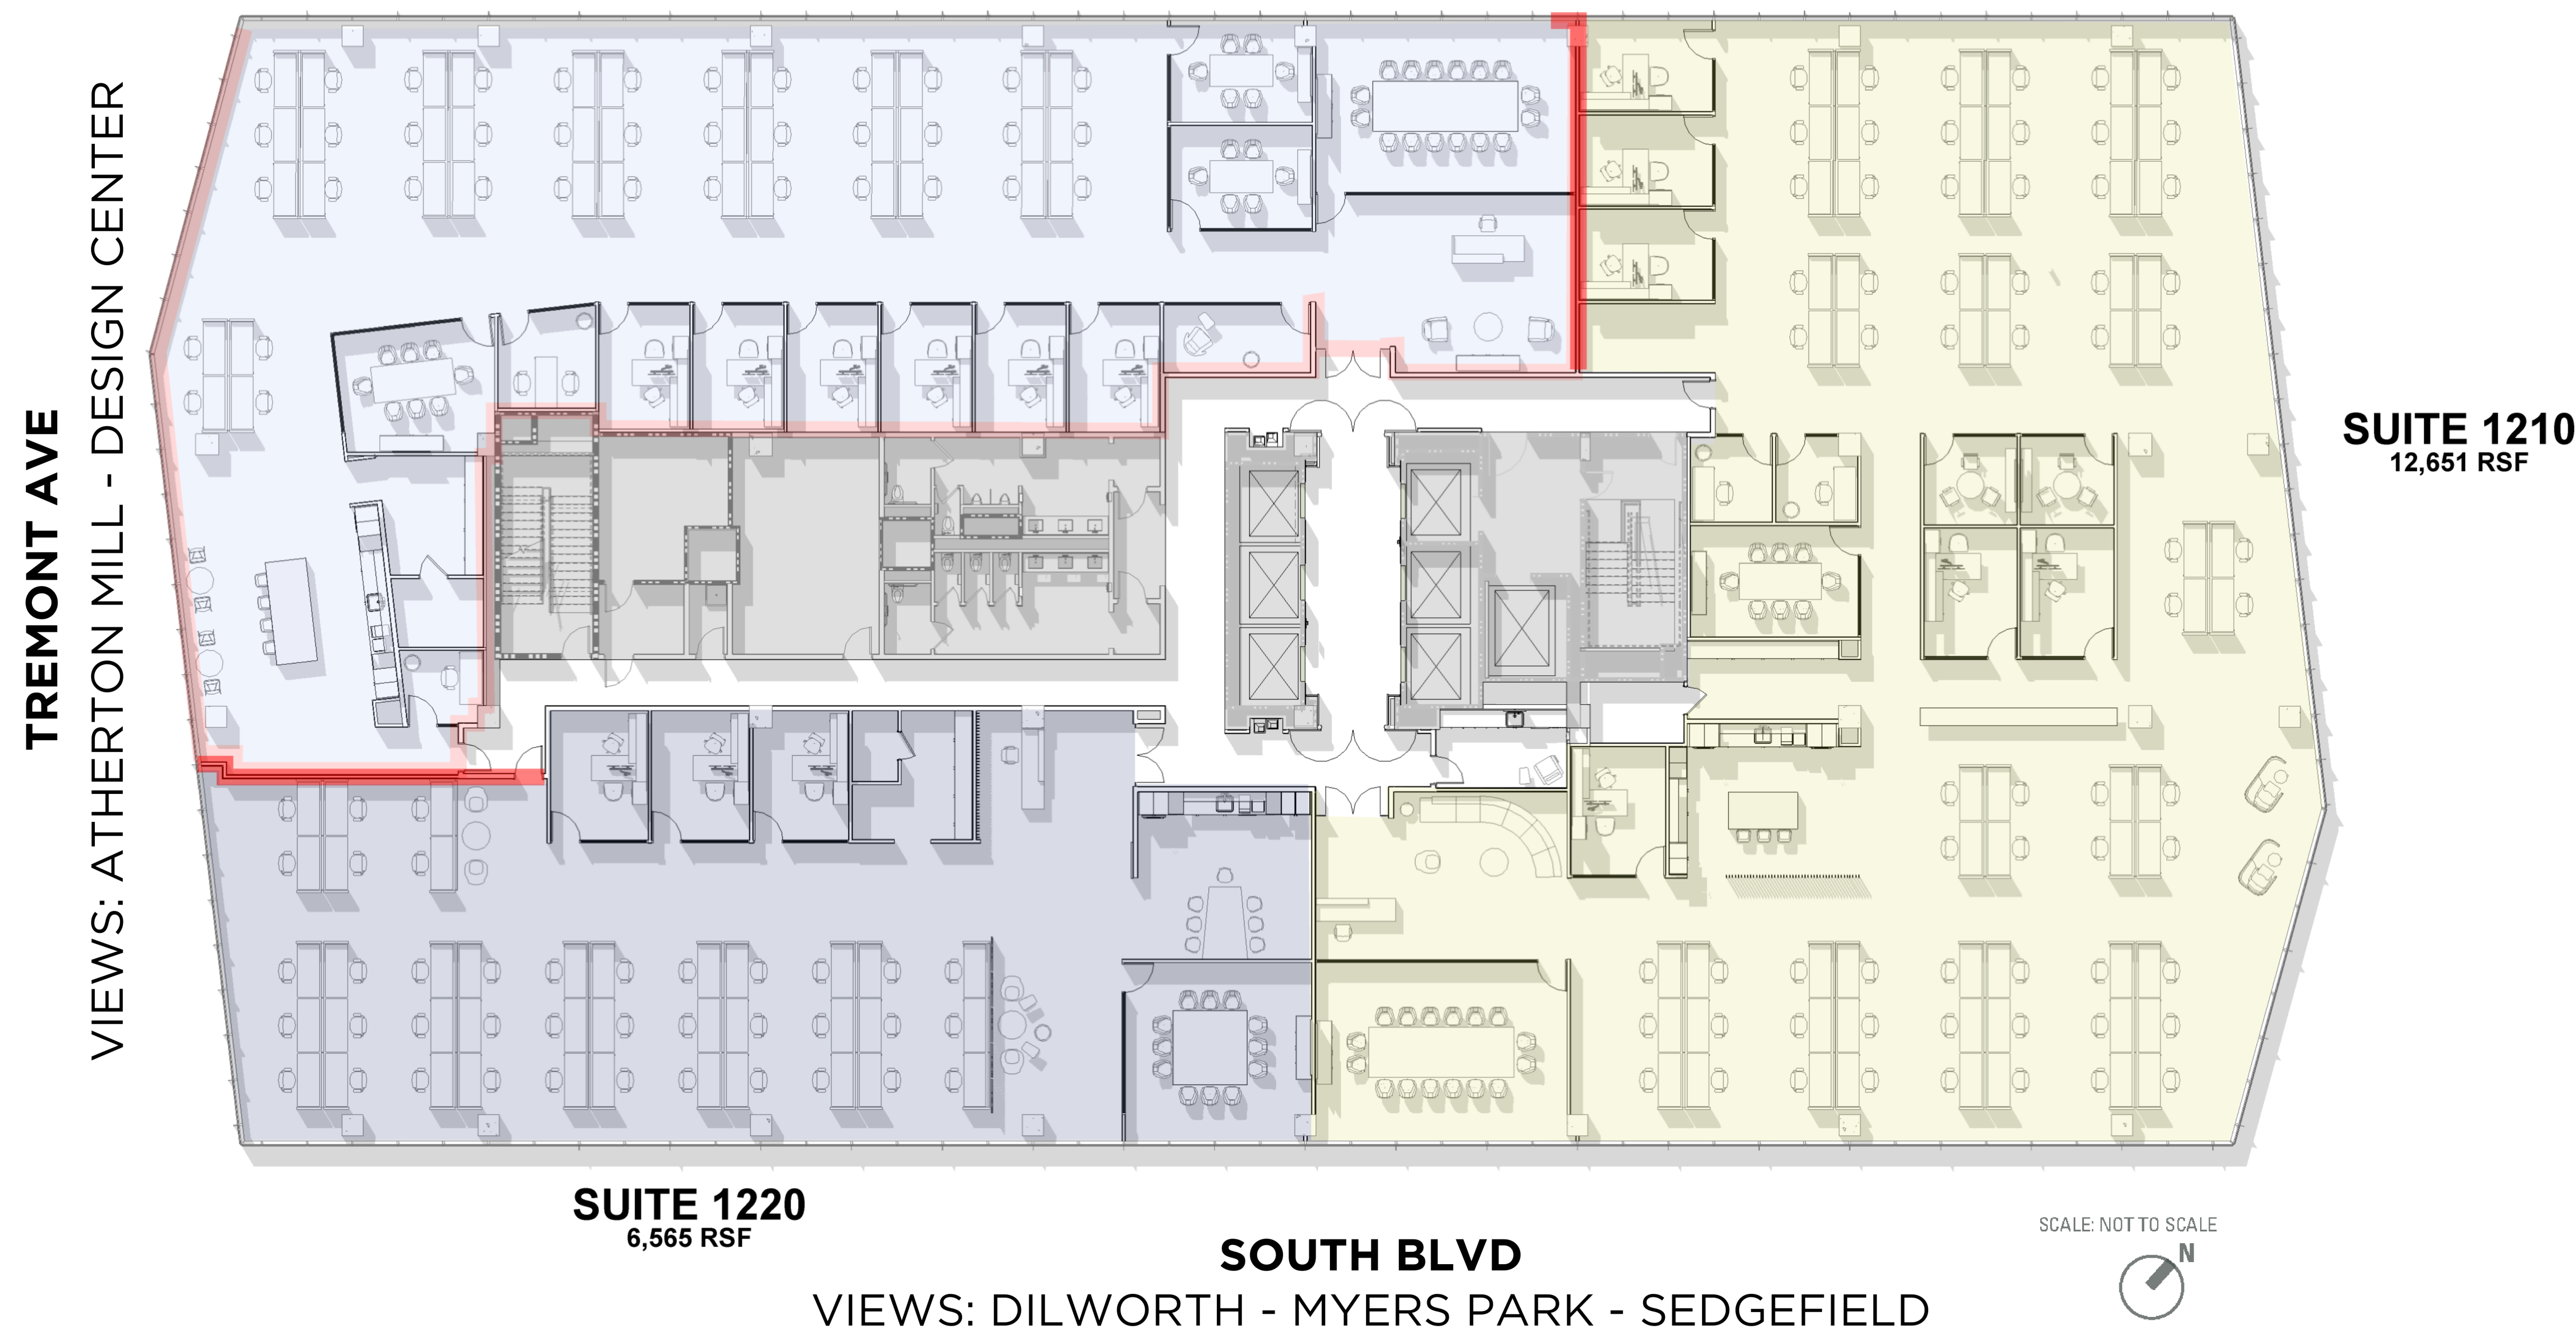 TREMONT AVE
VIEWS: ATHERTON MILL - DESIGN CENTER
SUITE 1210
12,651 RSF
SUITE 1220
6,565 RSF
SOUTH BLVD
VIEWS: DILWORTH - MYERS PARK - SEDGEFIELD
SCALE: NOT TO SCALE
N